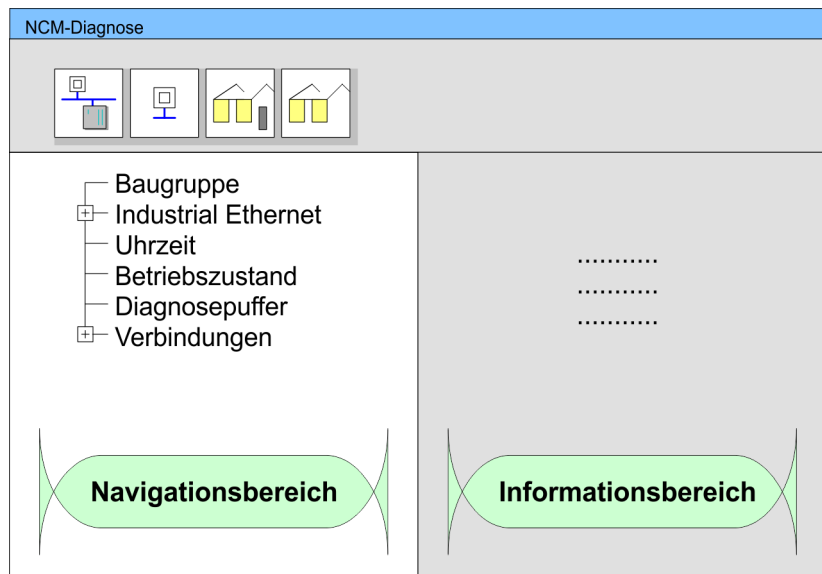 NCM-Diagnose
Baugruppe
Industrial Ethernet
Uhrzeit
Betriebszustand
Diagnosepuffer
Verbindungen
...........
...........
...........
Navigationsbereich
Informationsbereich